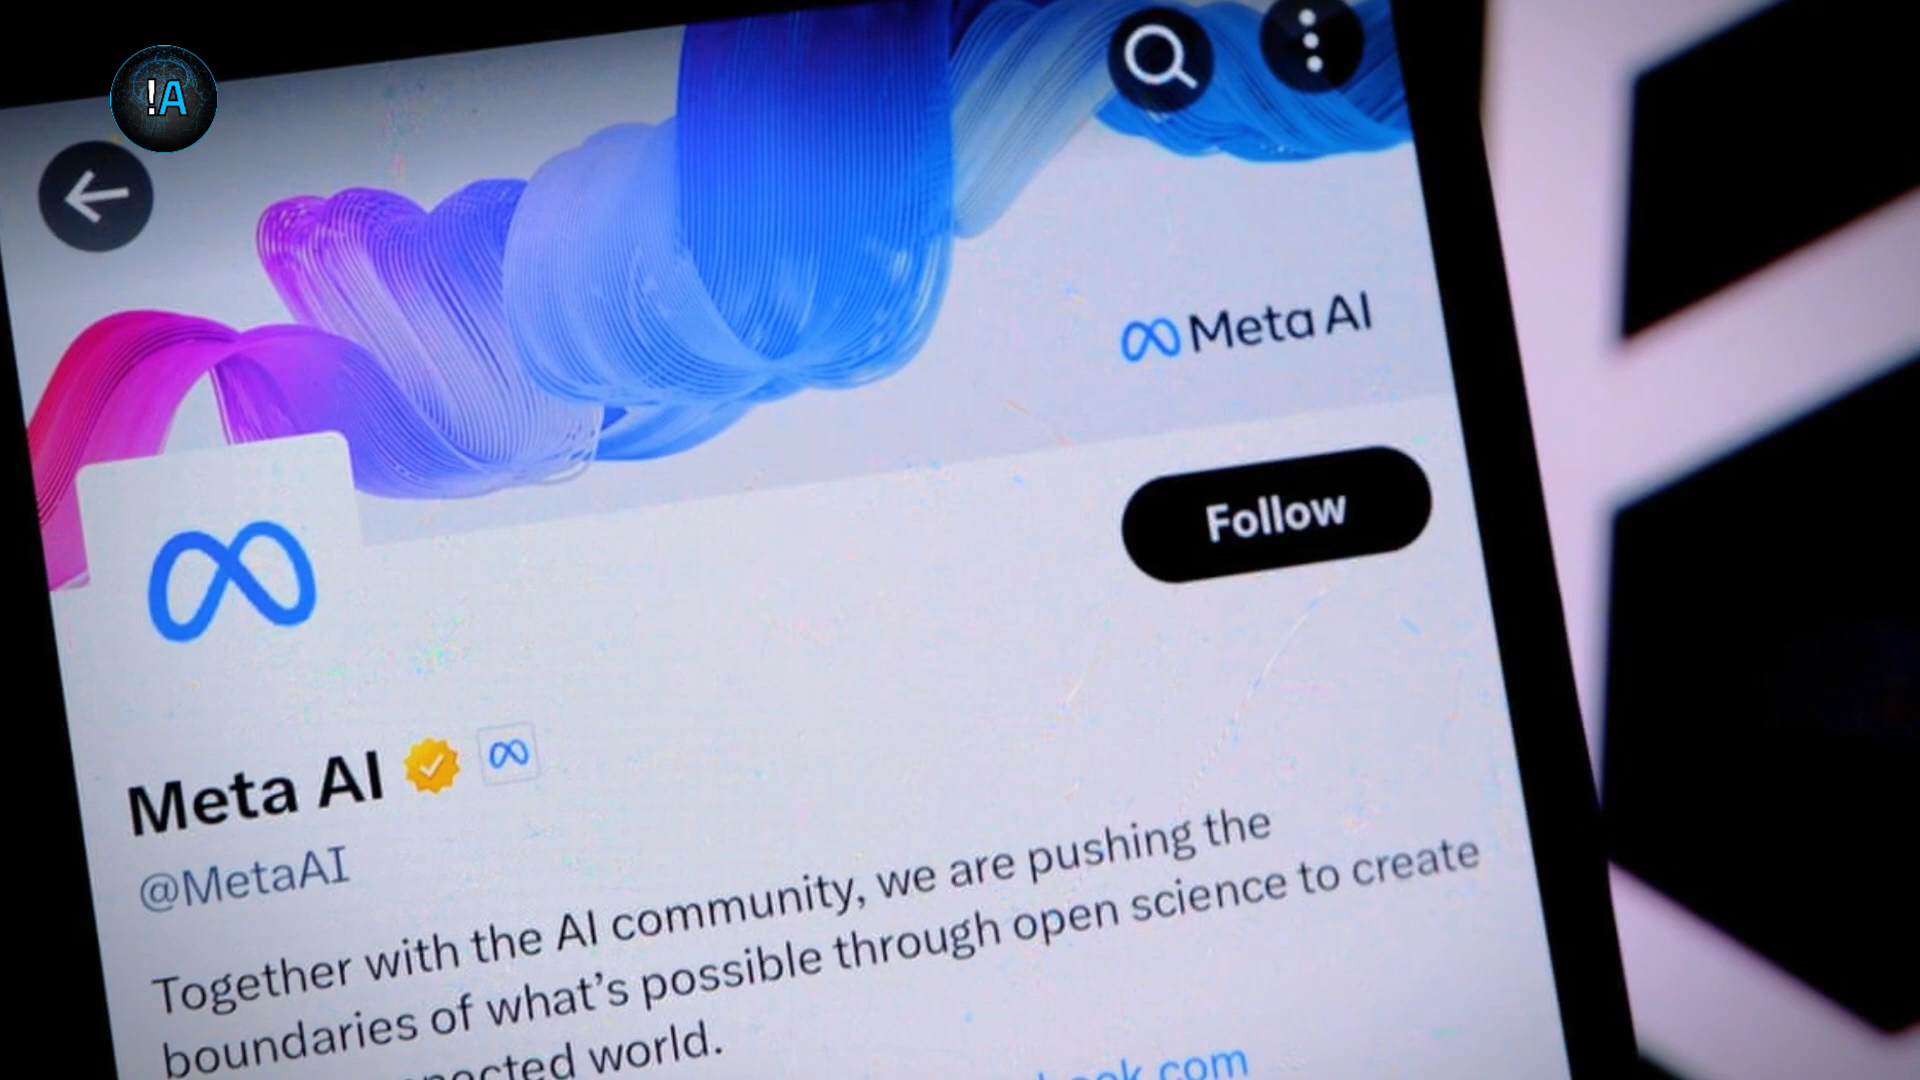 !A
Meta AI
Follow
Meta AI
@MetaAI
Together with the AI community, we are pushing the
boundaries of what's possible through open science to create
world.